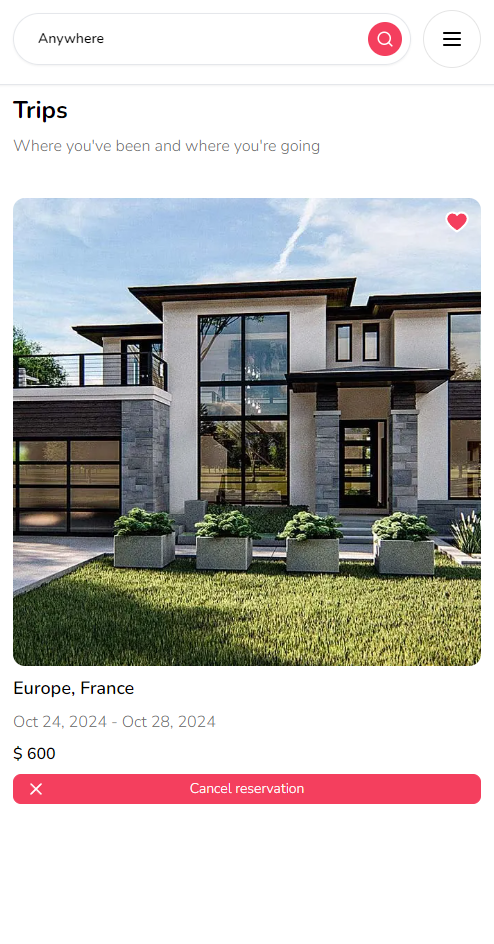 Anywhere
Trips
Where you've been and where you're going
Europe, France
Oct 24, 2024 - Oct 28, 2024
$ 600
Cancel reservation